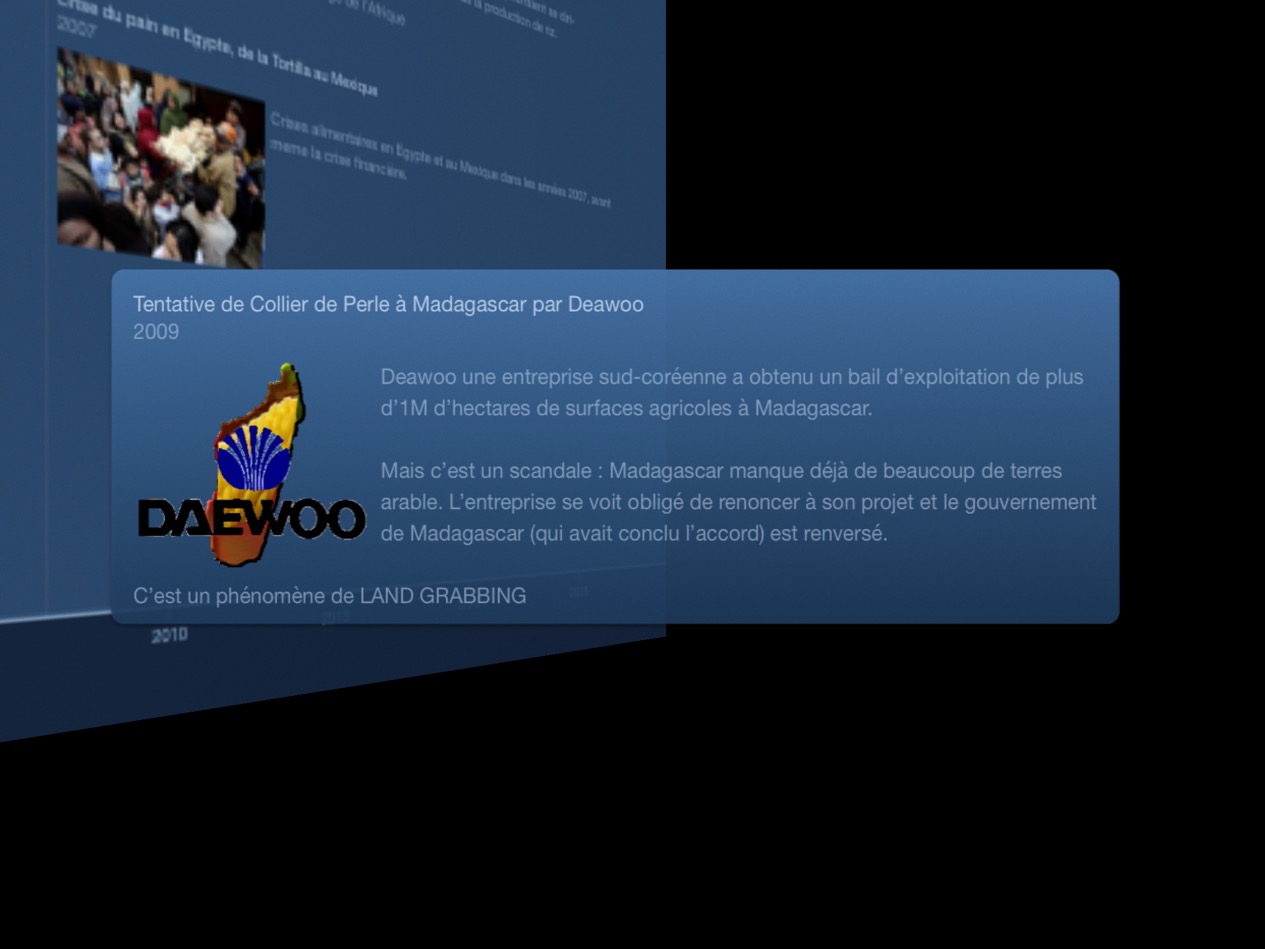 de l'Afrique
la production de riz.
Crises du pain en Egypte, de la Tortilla au Mexique
2007
Crises alimentaires en Egypte et au Mexique dans les années 2007, avant
meme la crise financière.
Tentative de Collier de Perle à Madagascar par Deawoo
2009
Deawoo une entreprise sud-coréenne a obtenu un bail d’exploitation de plus
d’1M d’hectares de surfaces agricoles à Madagascar.
Mais c’est un scandale : Madagascar manque déjà de beaucoup de terres
arable. L’entreprise se voit obligé de renoncer à son projet et le gouvernement
de Madagascar (qui avait conclu l’accord) est renversé.
DAEWOO
C’est un phénomène de LAND GRABBING
2010